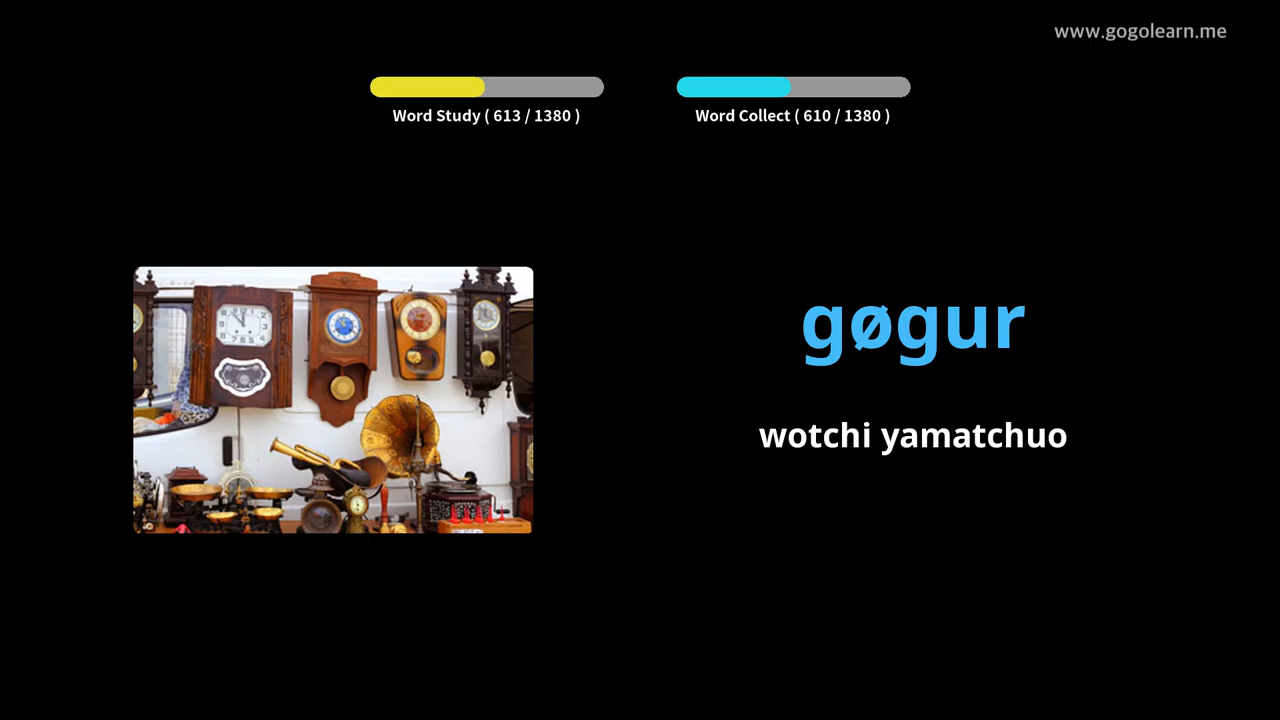 www.gogolearn.me
Word Study ( 613 / 1380 )
Word Collect ( 610 / 1380 )
gøgur
wotchi yamatchuo